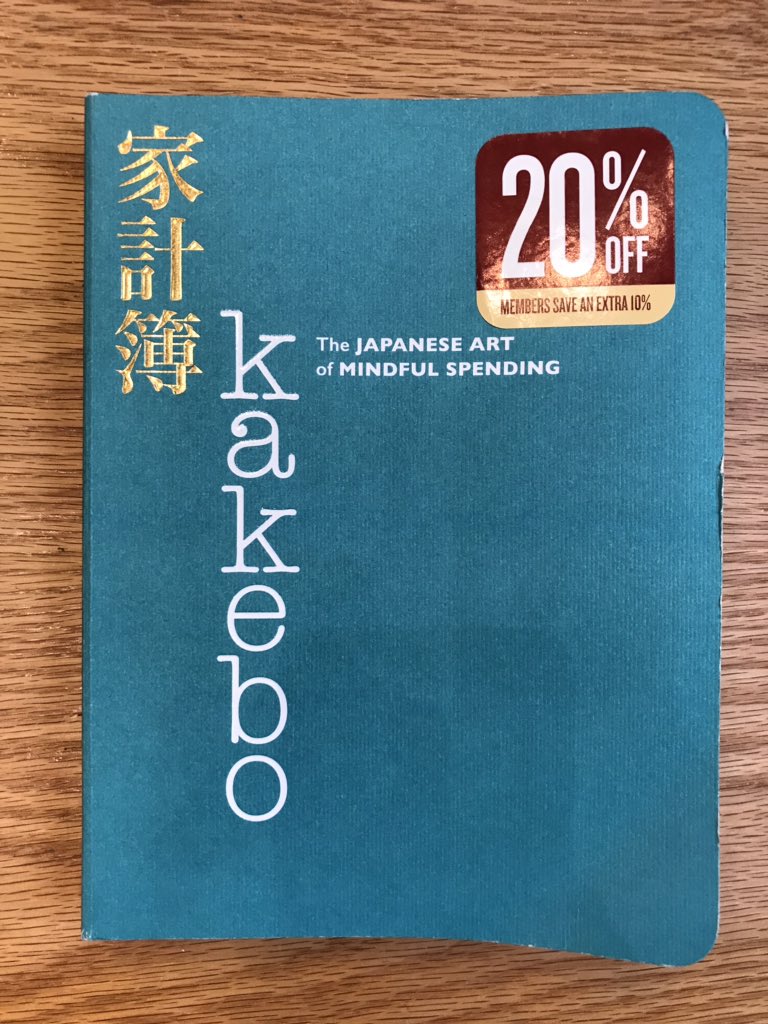 家計簿
kakebo
The JAPANESE ART
of MINDFUL SPENDING
20% OFF
MEMBERS SAVE AN EXTRA 10%